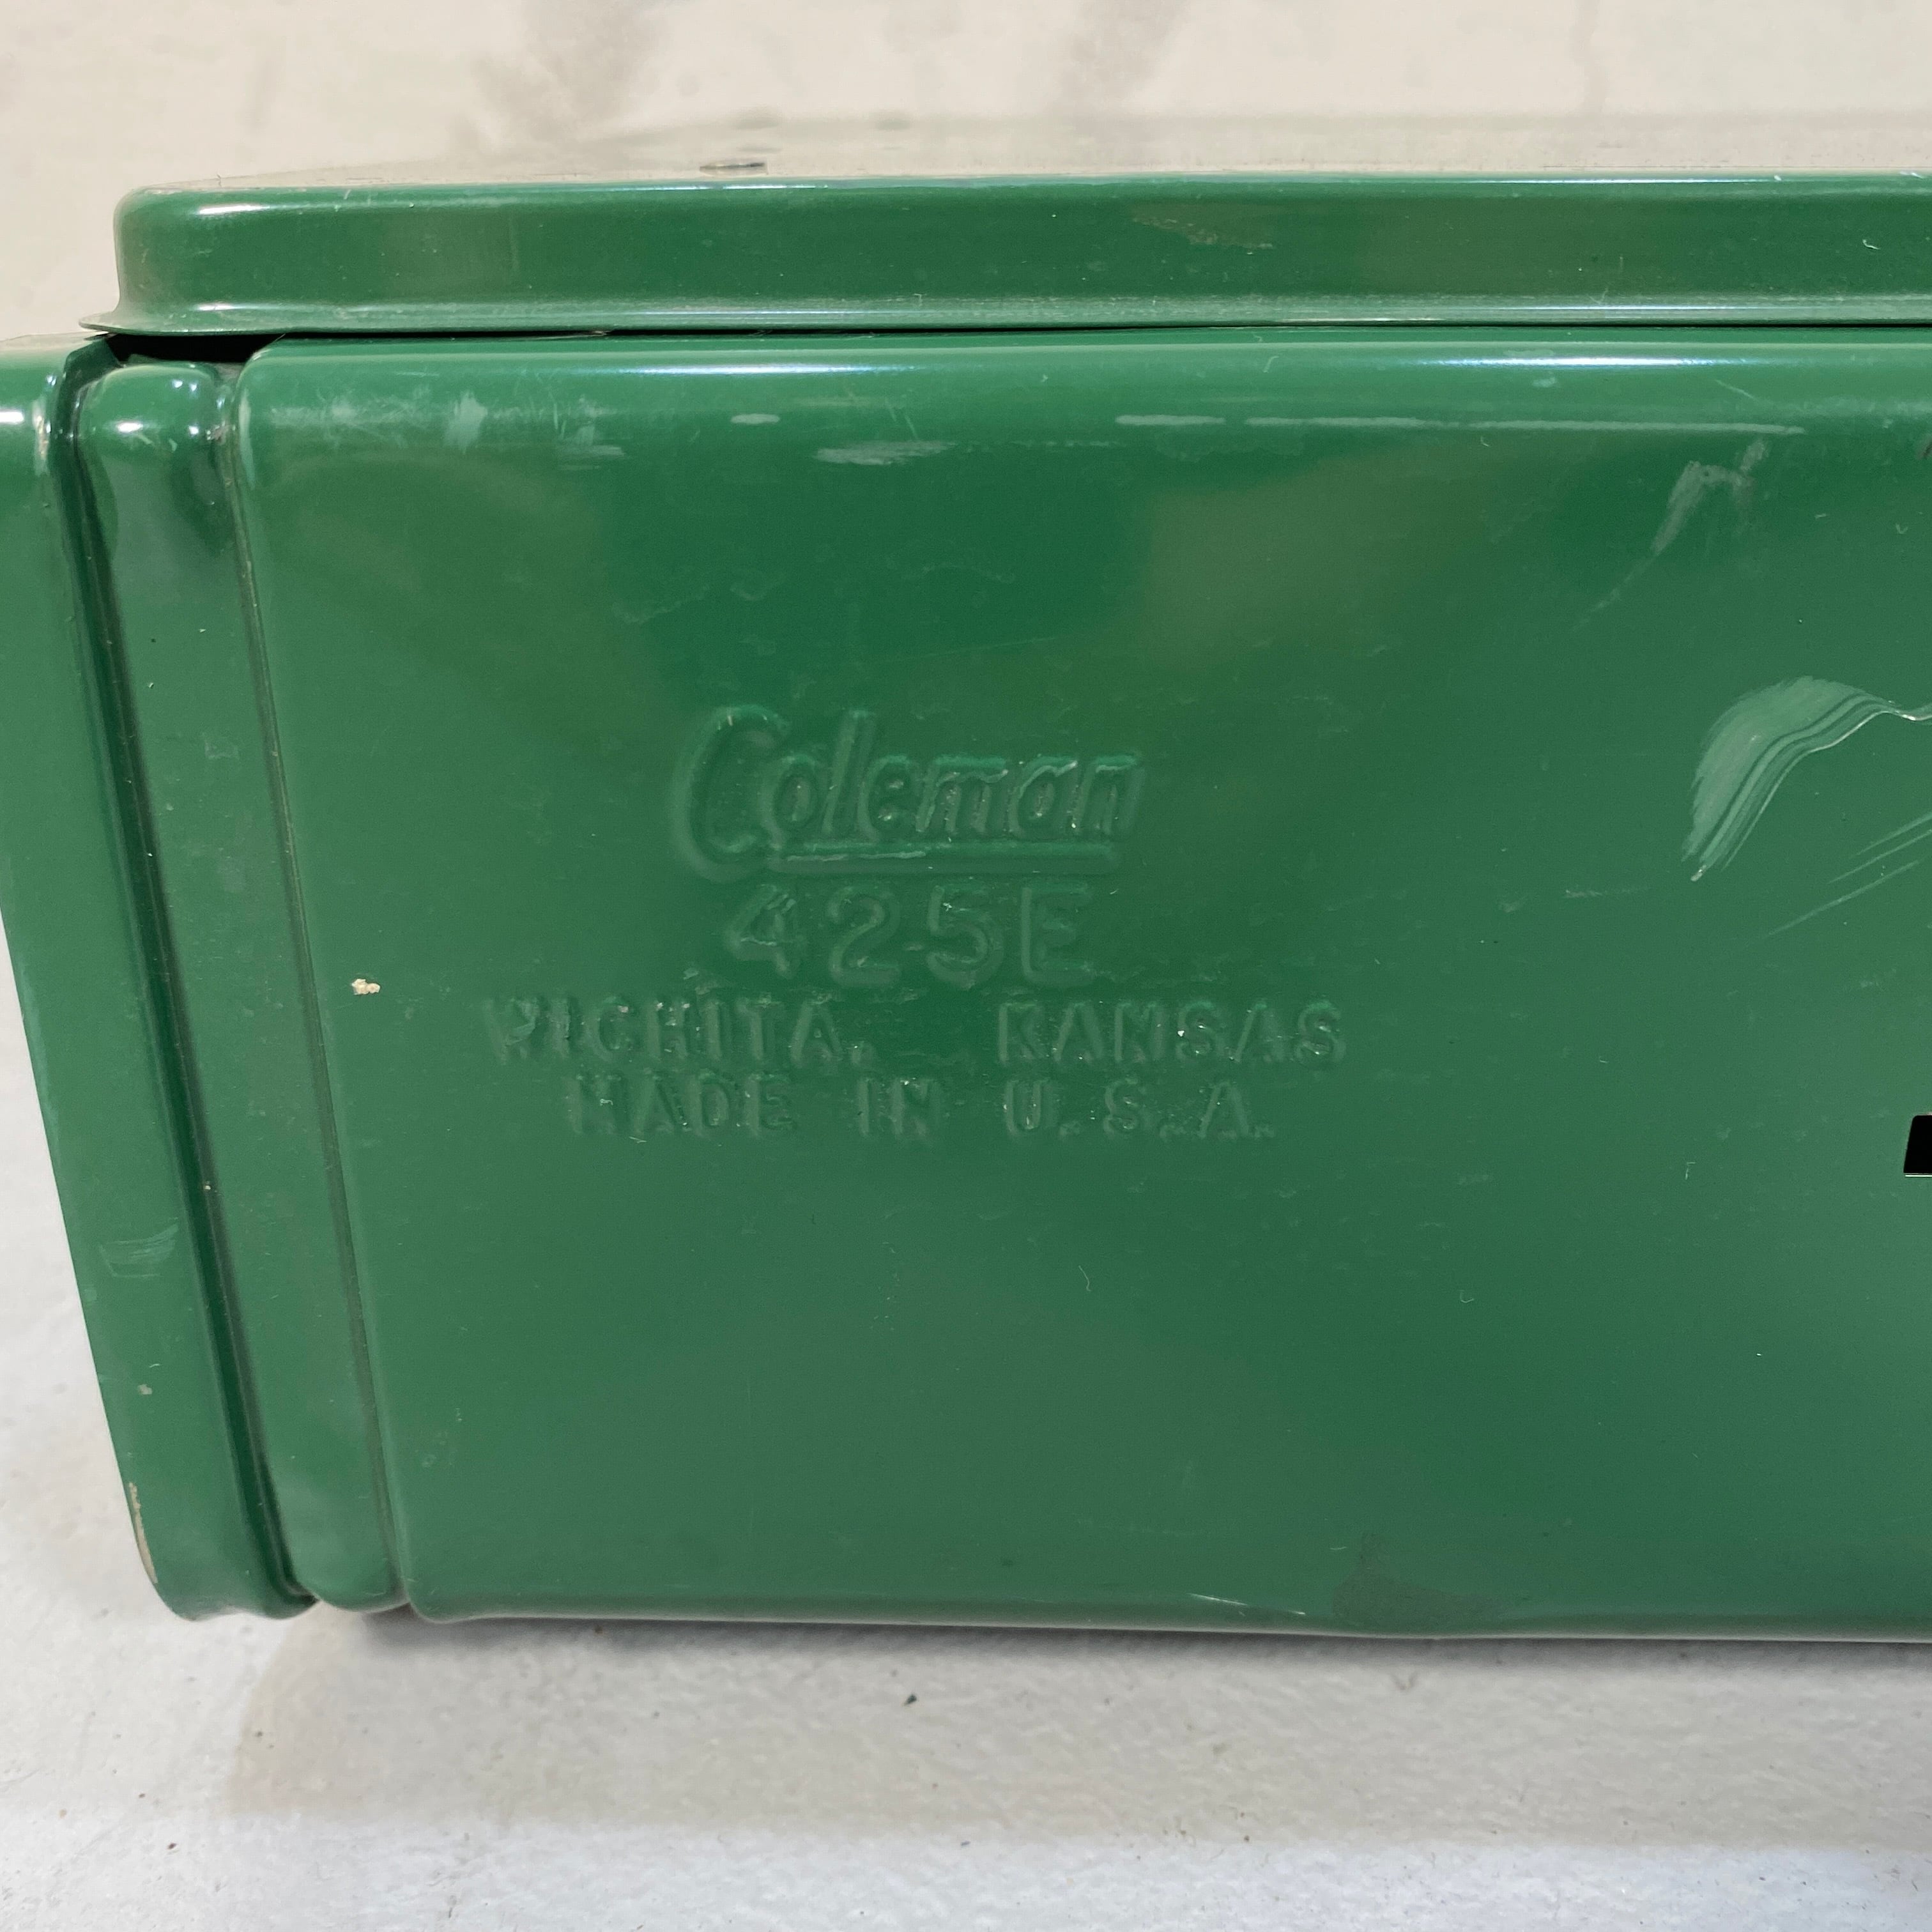 Coleman
425E
WICHITA, KANSAS
MADE IN U.S.A.